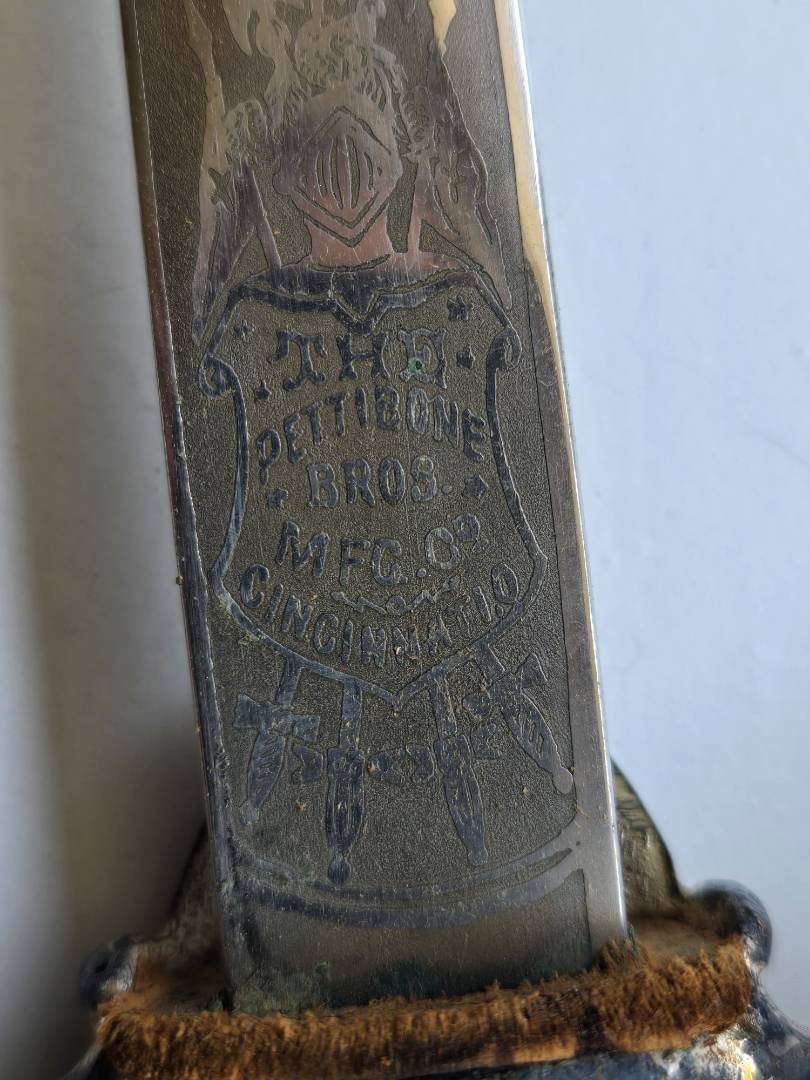 THE
PETTIBONE
BROS.
MFG. CO.
CINCINNATI.O